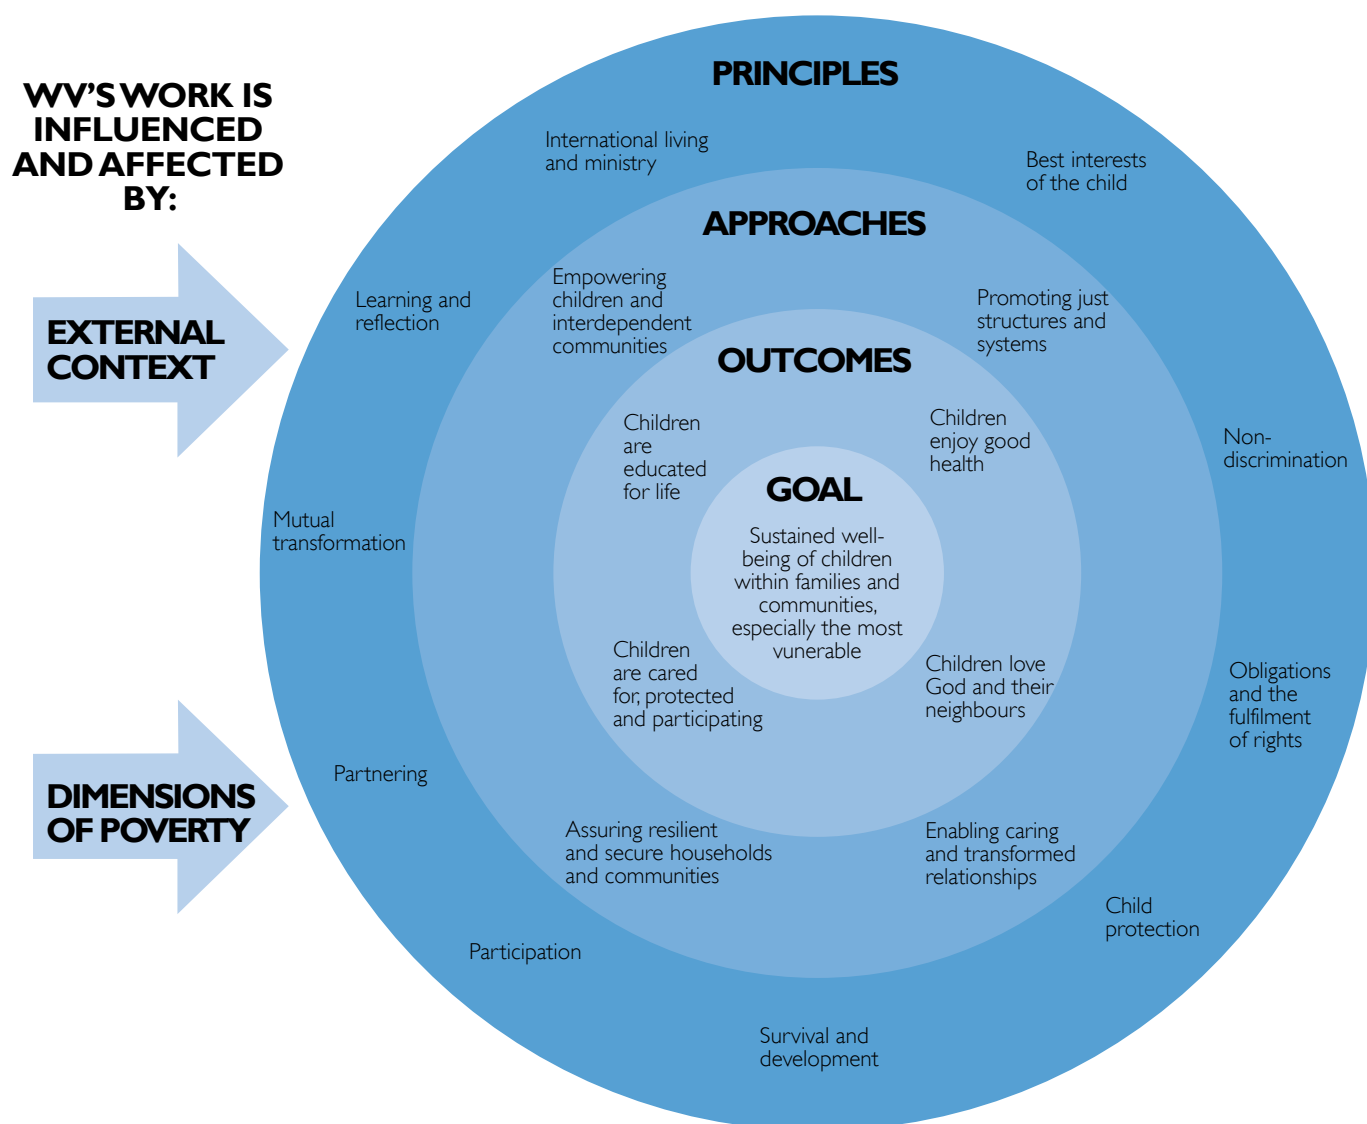 WV'S WORK IS
INFLUENCED
AND AFFECTED
BY:
EXTERNAL
CONTEXT
DIMENSIONS
OF POVERTY
PRINCIPLES
International living
and ministry
Best interests
of the child
Learning and
reflection
Non-
discrimination
Mutual
transformation
Obligations
and the
fulfilment
of rights
Partnering
Child
protection
Participation
Survival and
development
APPROACHES
Empowering
children and
interdependent
communities
Promoting just
structures and
systems
Assuring resilient
and secure households
and communities
Enabling caring
and transformed
relationships
OUTCOMES
Children
are
educated
for life
Children
enjoy good
health
Children
are cared
for, protected
and participating
Children love
God and their
neighbours
GOAL
Sustained well-
being of children
within families and
communities,
especially the most
vunerable